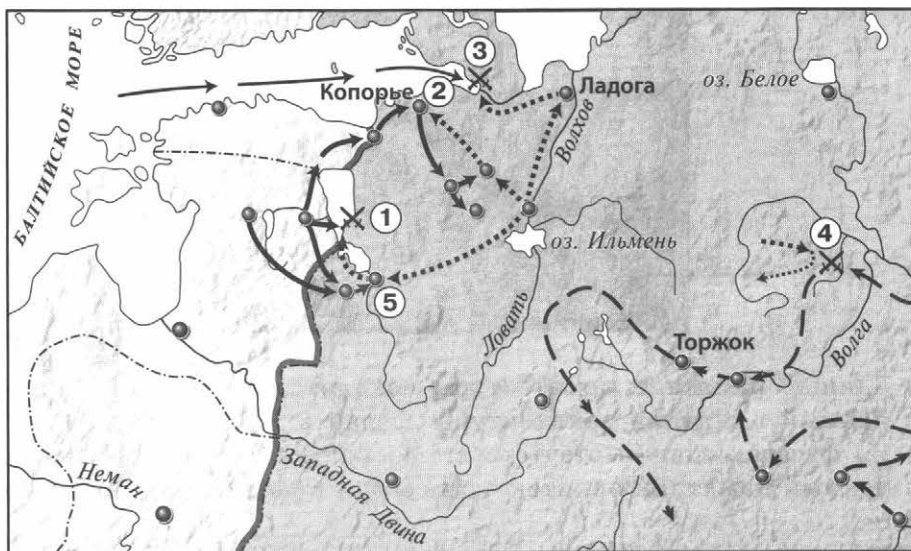 БАЛТИЙСКОЕ МОРЕ
3
Копорье
2
Ладога
оз. Белое
Волхов
1
оз. Ильмень
4
5
Ловать
Торжок
Волга
Неман
Западная
Двина